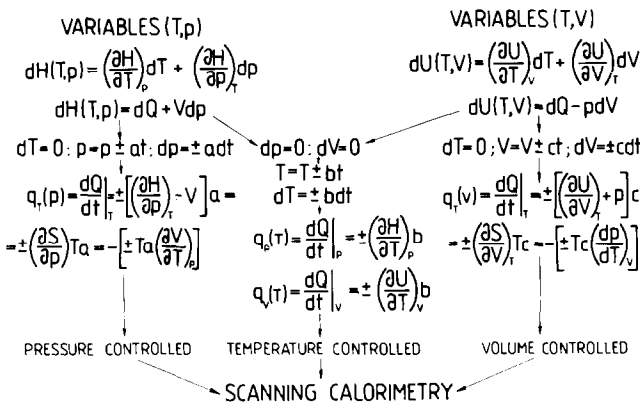 VARIABLES (T,p)
dH(T,p) = (∂H/∂T)_p dT + (∂H/∂p)_T dp
dH(T,p) = dQ + Vdp
dT=0 ; p=p ± at ; dp=± adt
q_T(p) = dQ/dt|_T = ±[(∂H/∂p)_T − V]a =
= ±(∂S/∂p)_T Ta = −[± Ta(∂V/∂T)_p]
PRESSURE CONTROLLED
dp=0 ; dV=0
T=T ± bt
dT=± bdt
q_p(T) = dQ/dt|_p = ±(∂H/∂T)_p b
q_v(T) = dQ/dt|_v = ±(∂U/∂T)_v b
TEMPERATURE CONTROLLED
VARIABLES (T,V)
dU(T,V) = (∂U/∂T)_V dT + (∂U/∂V)_T dV
dU(T,V) = dQ − pdV
dT=0 ; V=V ± ct ; dV=± cdt
q_T(v) = dQ/dt|_T = ±[(∂U/∂V)_T + p]c
= ±(∂S/∂V)_T Tc = −[± Tc(dp/dT)_V]
VOLUME CONTROLLED
SCANNING CALORIMETRY